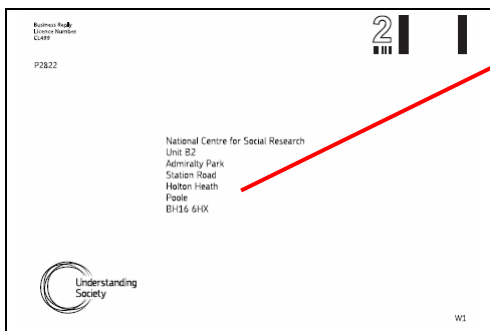 Business Reply
Licence Number
CL499
2
P2822
National Centre for Social Research
Unit B2
Admiralty Park
Station Road
Holton Heath
Poole
BH16 6HX
Understanding
Society
W1